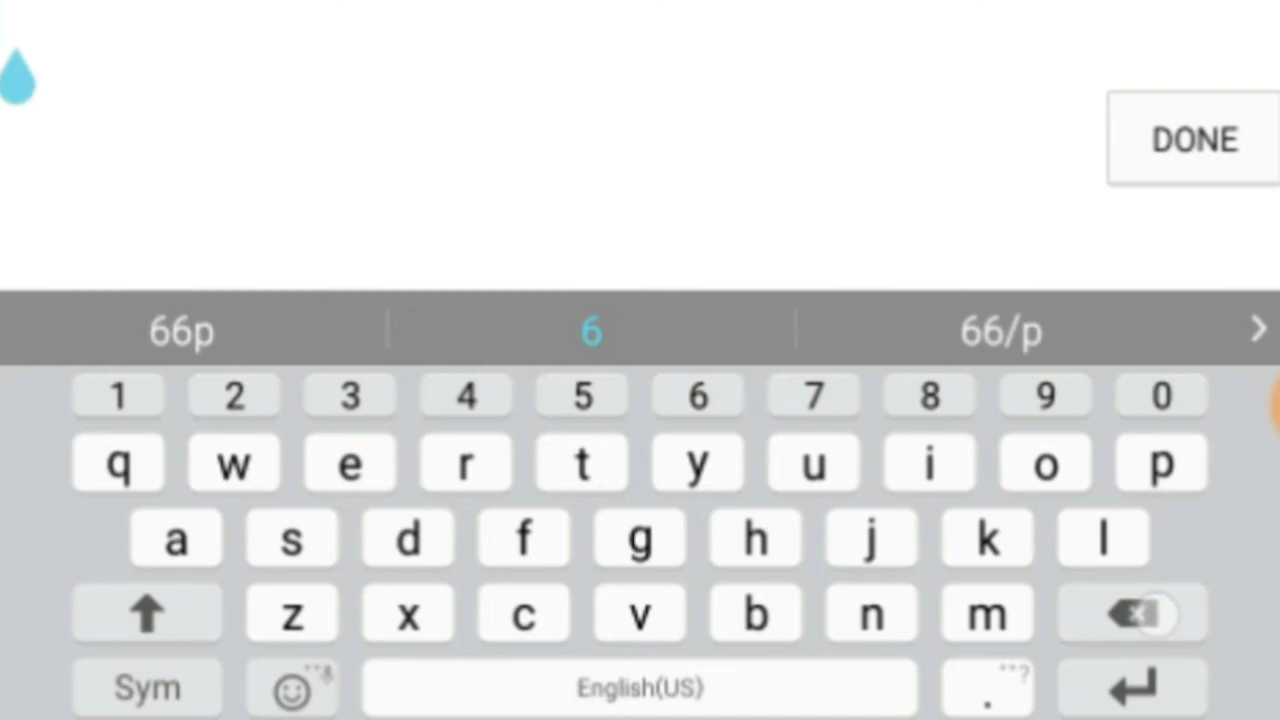 DONE
66p 6 66/p >
1 2 3 4 5 6 7 8 9 0
q w e r t y u i o p
a s d f g h j k l
z x c v b n m
Sym English(US) . ?